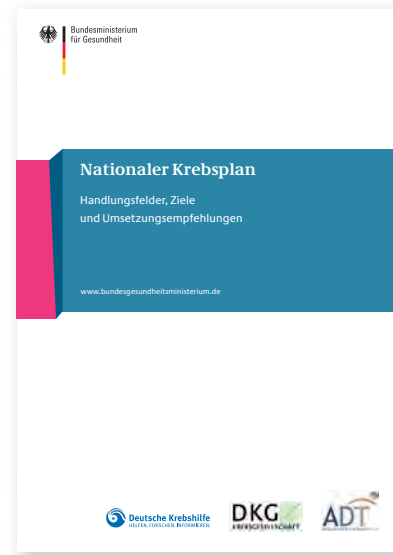 Bundesministerium
für Gesundheit
Nationaler Krebsplan
Handlungsfelder, Ziele
und Umsetzungsempfehlungen
www.bundesgesundheitsministerium.de
Deutsche Krebshilfe
HELFEN. FORSCHEN. INFORMIEREN.
DKG
KREBSGESELLSCHAFT
ADT